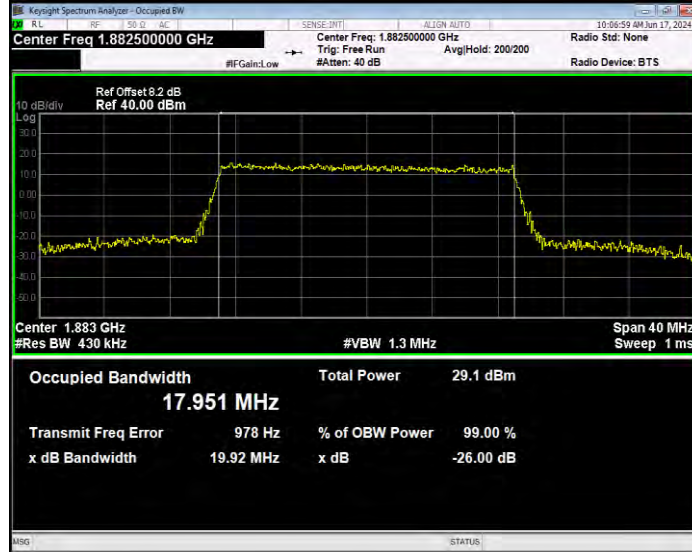 Keysight Spectrum Analyzer - Occupied BW
RL RF 50 Ω AC SENSE:INT ALIGN AUTO 10:06:59 AM Jun 17, 2024
Center Freq 1.882500000 GHz
Center Freq: 1.882500000 GHz
Radio Std: None
Trig: Free Run Avg|Hold: 200/200
#IFGain:Low
#Atten: 40 dB
Radio Device: BTS
Ref Offset 8.2 dB
10 dB/div
Ref 40.00 dBm
Log
30.0
20.0
10.0
0.00
-10.0
-20.0
-30.0
-40.0
-50.0
Center 1.883 GHz
Span 40 MHz
#Res BW 430 kHz
#VBW 1.3 MHz
Sweep 1 ms
Occupied Bandwidth
17.951 MHz
Total Power 29.1 dBm
Transmit Freq Error 978 Hz
% of OBW Power 99.00 %
x dB Bandwidth 19.92 MHz
x dB -26.00 dB
MSG
STATUS